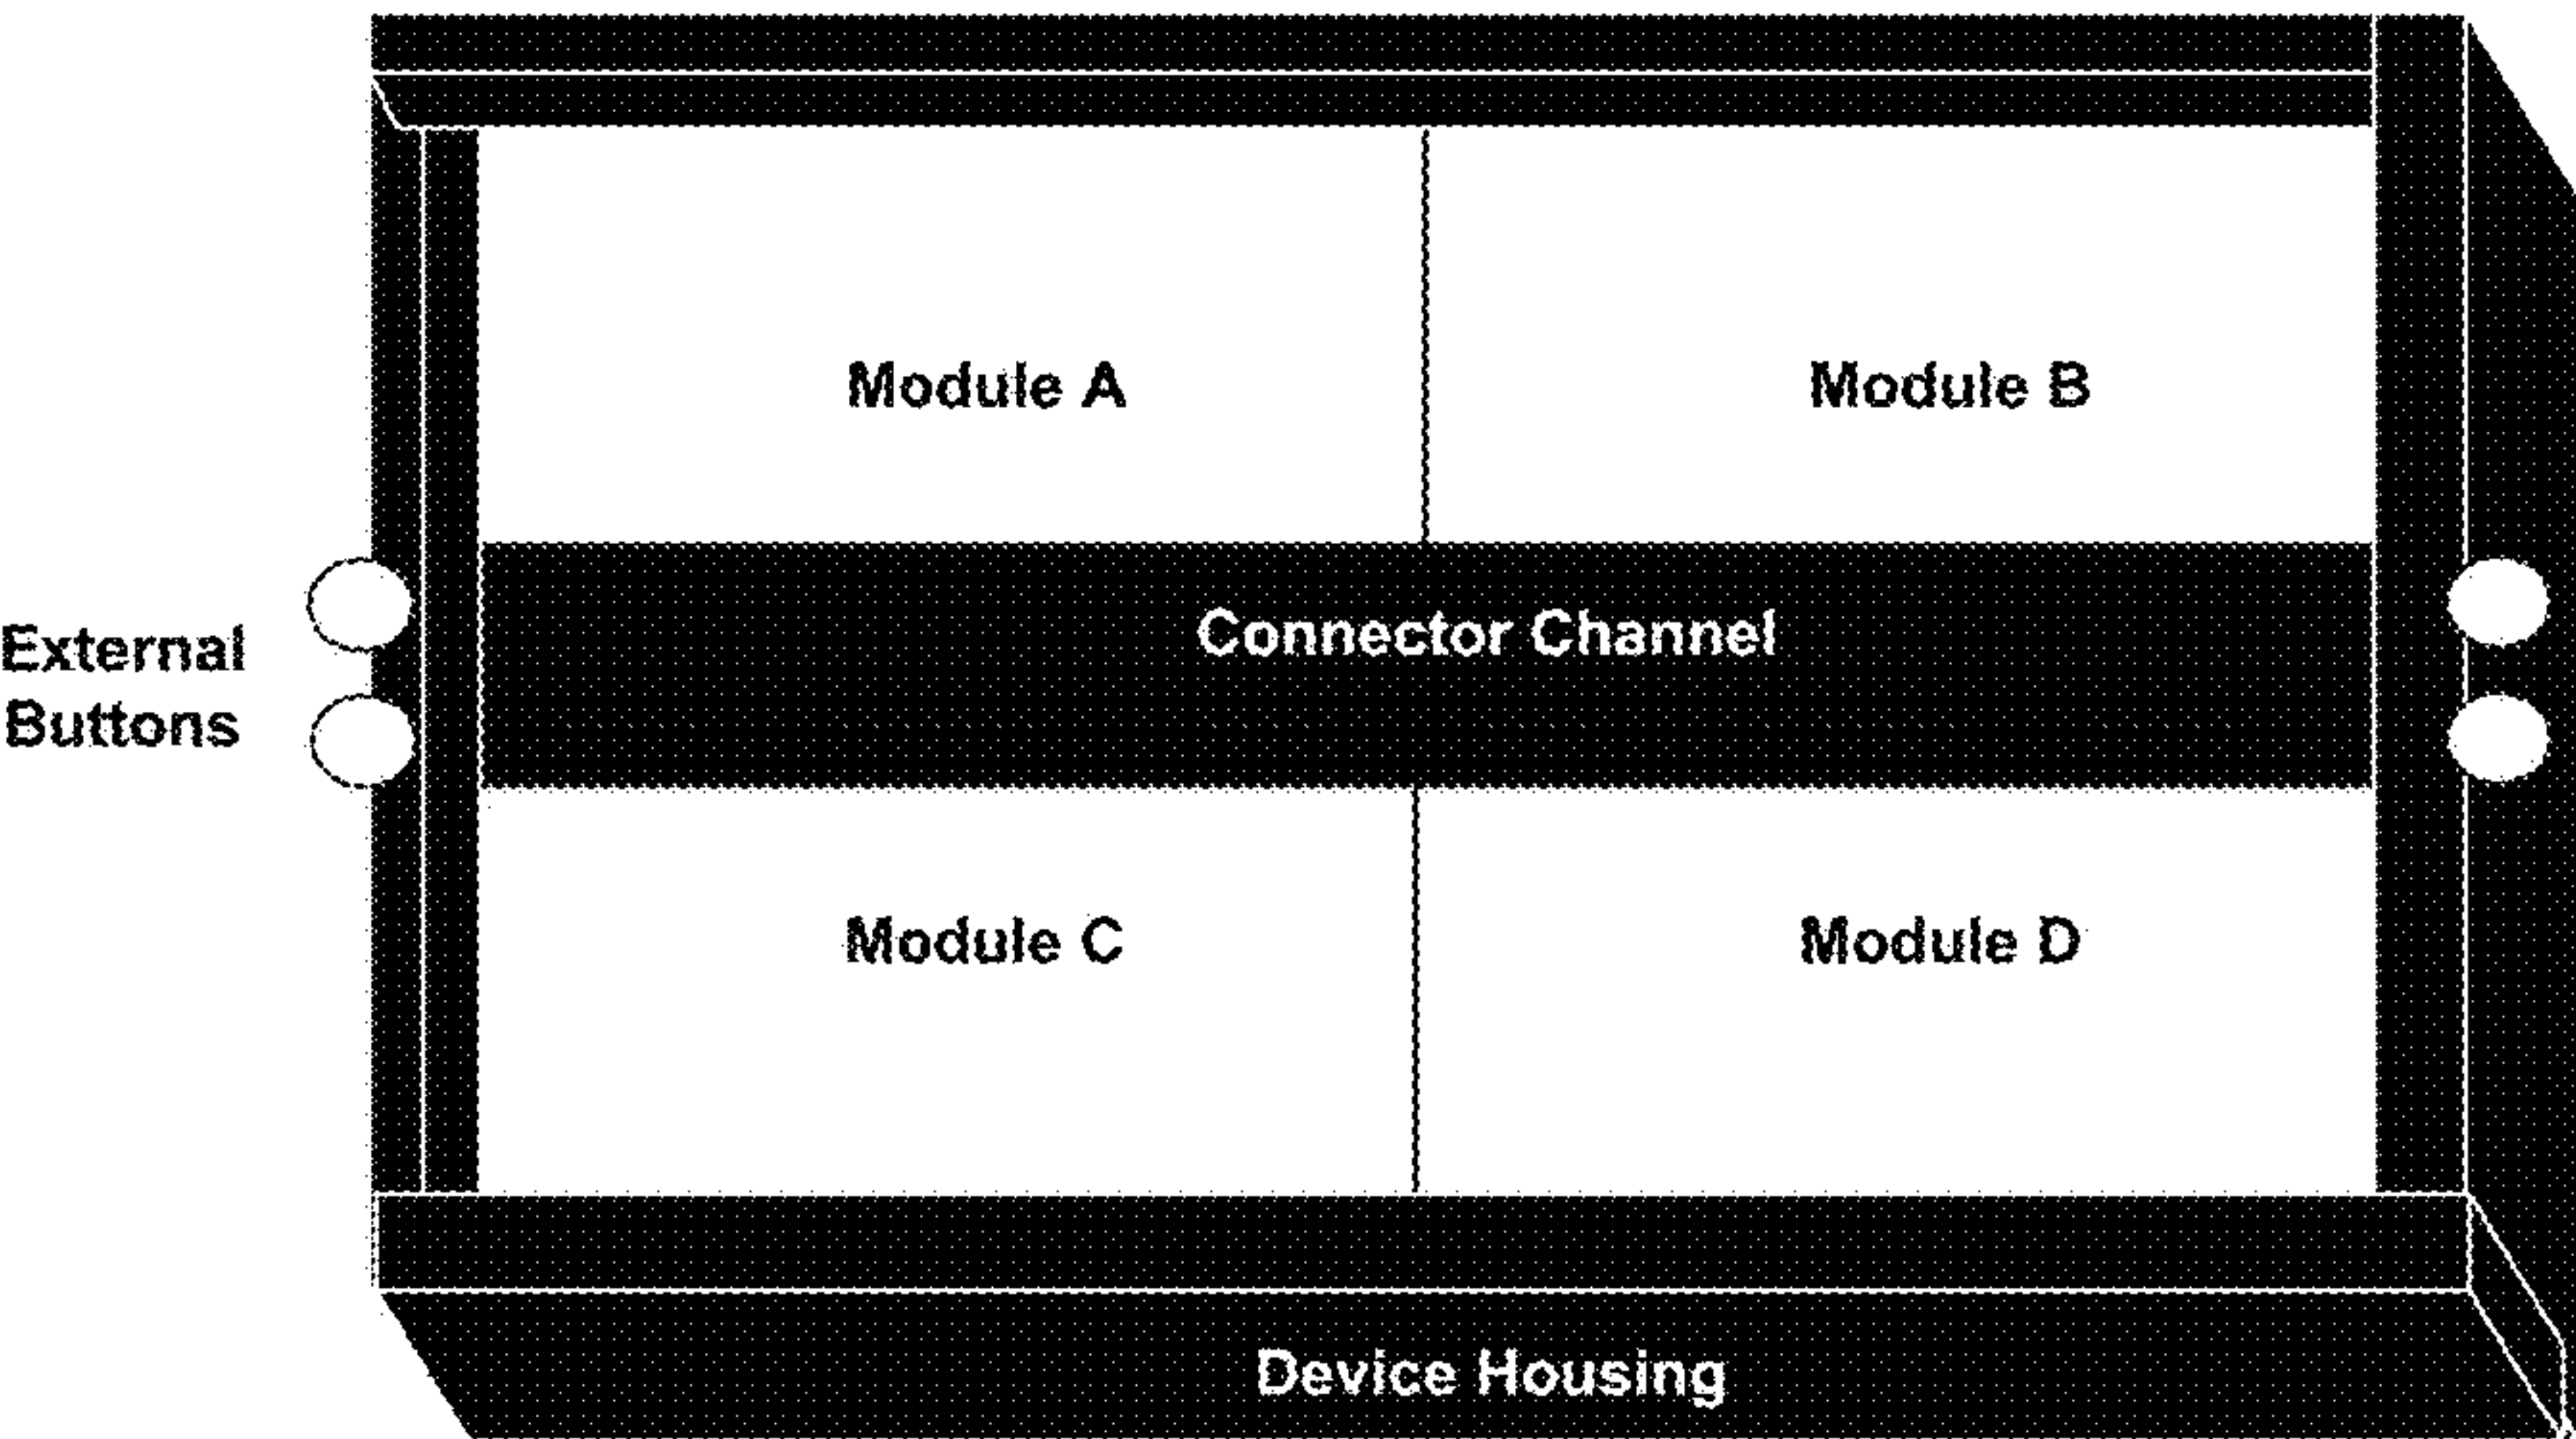 Module A
Module B
Connector Channel
External
Buttons
Module C
Module D
Device Housing